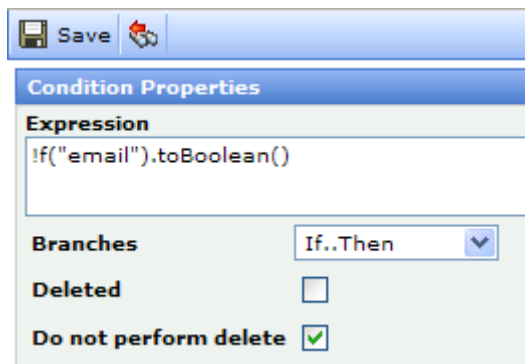 Save
Condition Properties
Expression
!f("email").toBoolean()
Branches If..Then
Deleted
Do not perform delete